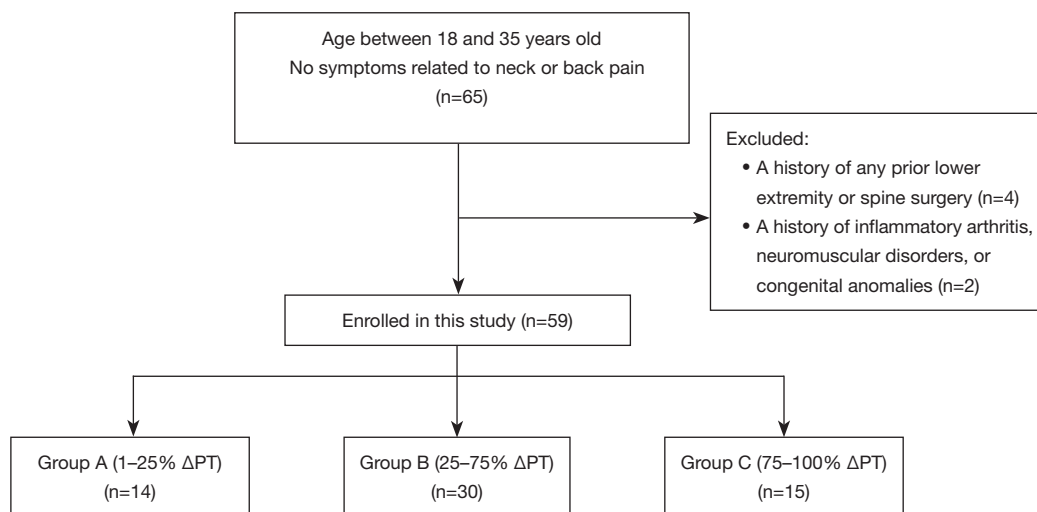 Age between 18 and 35 years old
No symptoms related to neck or back pain
(n=65)
Excluded:
• A history of any prior lower
extremity or spine surgery (n=4)
• A history of inflammatory arthritis,
neuromuscular disorders, or
congenital anomalies (n=2)
Enrolled in this study (n=59)
Group A (1–25% ΔPT)
(n=14)
Group B (25–75% ΔPT)
(n=30)
Group C (75–100% ΔPT)
(n=15)